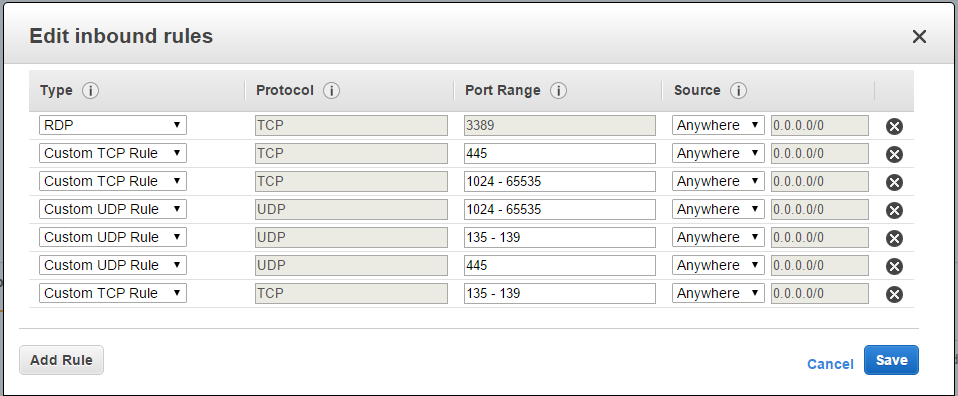 Edit inbound rules
Type Protocol Port Range Source
RDP TCP 3389 Anywhere 0.0.0.0/0
Custom TCP Rule TCP 445 Anywhere 0.0.0.0/0
Custom TCP Rule TCP 1024 - 65535 Anywhere 0.0.0.0/0
Custom UDP Rule UDP 1024 - 65535 Anywhere 0.0.0.0/0
Custom UDP Rule UDP 135 - 139 Anywhere 0.0.0.0/0
Custom UDP Rule UDP 445 Anywhere 0.0.0.0/0
Custom TCP Rule TCP 135 - 139 Anywhere 0.0.0.0/0
Add Rule Cancel Save